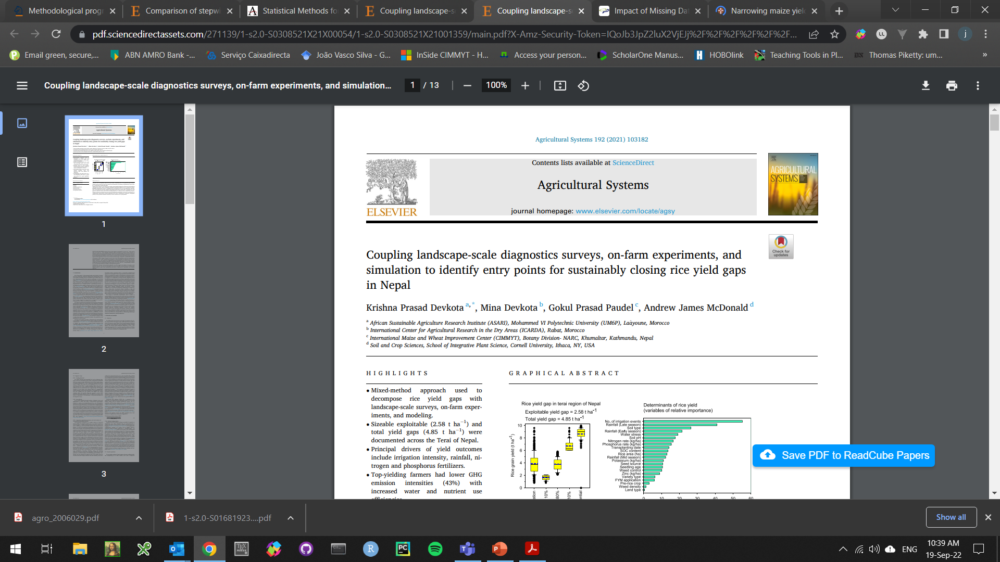 Methodological progr
Comparison of stepwi
Statistical Methods fo
Coupling landscape-s
Coupling landscape-s
Impact of Missing Dat
Narrowing maize yiel
pdf.sciencedirectassets.com/271139/1-s2.0-S0308521X21X00054/1-s2.0-S0308521X21001359/main.pdf?X-Amz-Security-Token=IQoJb3JpZ2luX2VjEJj%2F%2F%2F%2F%2F%2F...
j
Email green, secure,...
ABN AMRO Bank -...
Serviço Caixadirecta
João Vasco Silva - G...
InSide CIMMYT - H...
Access your person...
ScholarOne Manus...
HOBOlink
Teaching Tools in Pl...
Thomas Piketty: um...
»
Coupling landscape-scale diagnostics surveys, on-farm experiments, and simulation...
1 / 13
100%
1
2
3
Agricultural Systems 192 (2021) 103182
Contents lists available at ScienceDirect
Agricultural Systems
journal homepage: www.elsevier.com/locate/agsy
ELSEVIER
AGRICULTURAL
SYSTEMS
Check for
updates
Coupling landscape-scale diagnostics surveys, on-farm experiments, and
simulation to identify entry points for sustainably closing rice yield gaps
in Nepal
Krishna Prasad Devkota a,*, Mina Devkota b, Gokul Prasad Paudel c, Andrew James McDonald d
a African Sustainable Agriculture Research Institute (ASARI), Mohammed VI Polytechnic University (UM6P), Laâyoune, Morocco
b International Center for Agricultural Research in the Dry Areas (ICARDA), Rabat, Morocco
c International Maize and Wheat Improvement Center (CIMMYT), Botany Division- NARC, Khumaltar, Kathmandu, Nepal
d Soil and Crop Sciences, School of Integrative Plant Science, Cornell University, Ithaca, NY, USA
HIGHLIGHTS
• Mixed-method approach used to
decompose rice yield gaps with
landscape-scale surveys, on-farm exper-
iments, and modeling.
• Sizeable exploitable (2.58 t ha−1) and
total yield gaps (4.85 t ha−1) were
documented across the Terai of Nepal.
• Principal drivers of yield outcomes
include irrigation intensity, rainfall, ni-
trogen and phosphorus fertilizers.
• Top-yielding farmers had lower GHG
emission intensities (43%) with
increased water and nutrient use
GRAPHICAL ABSTRACT
Rice yield gap in terai region of Nepal
Exploitable yield gap = 2.58 t ha-1
Total yield gap = 4.85 t ha-1
Rice grain yield (t ha-1)
10
8
6
4
2
0
10%
80%
10%
Determinants of rice yield
(variables of relative importance)
No. of irrigation events
Rainfall (Late season)
Soil type
Rainfall (Early season)
Water stress
Soil pH
Nitrogen rate (kg/ha)
Phosphorus rate (kg/ha)
Transplanting date
SOC content
Rice area (ha)
Rainfall (Mid season)
Potassium (kg/ha)
Seed source
Seedling age
Weed control
Zinc (kg/ha)
Variety type
FYM application
Pre-rice crop
Weed density
Land type
0 10 20 30 40 50 60
Save PDF to ReadCube Papers
agro_2006029.pdf
1-s2.0-S01681923....pdf
Show all
ENG
10:39 AM
19-Sep-22